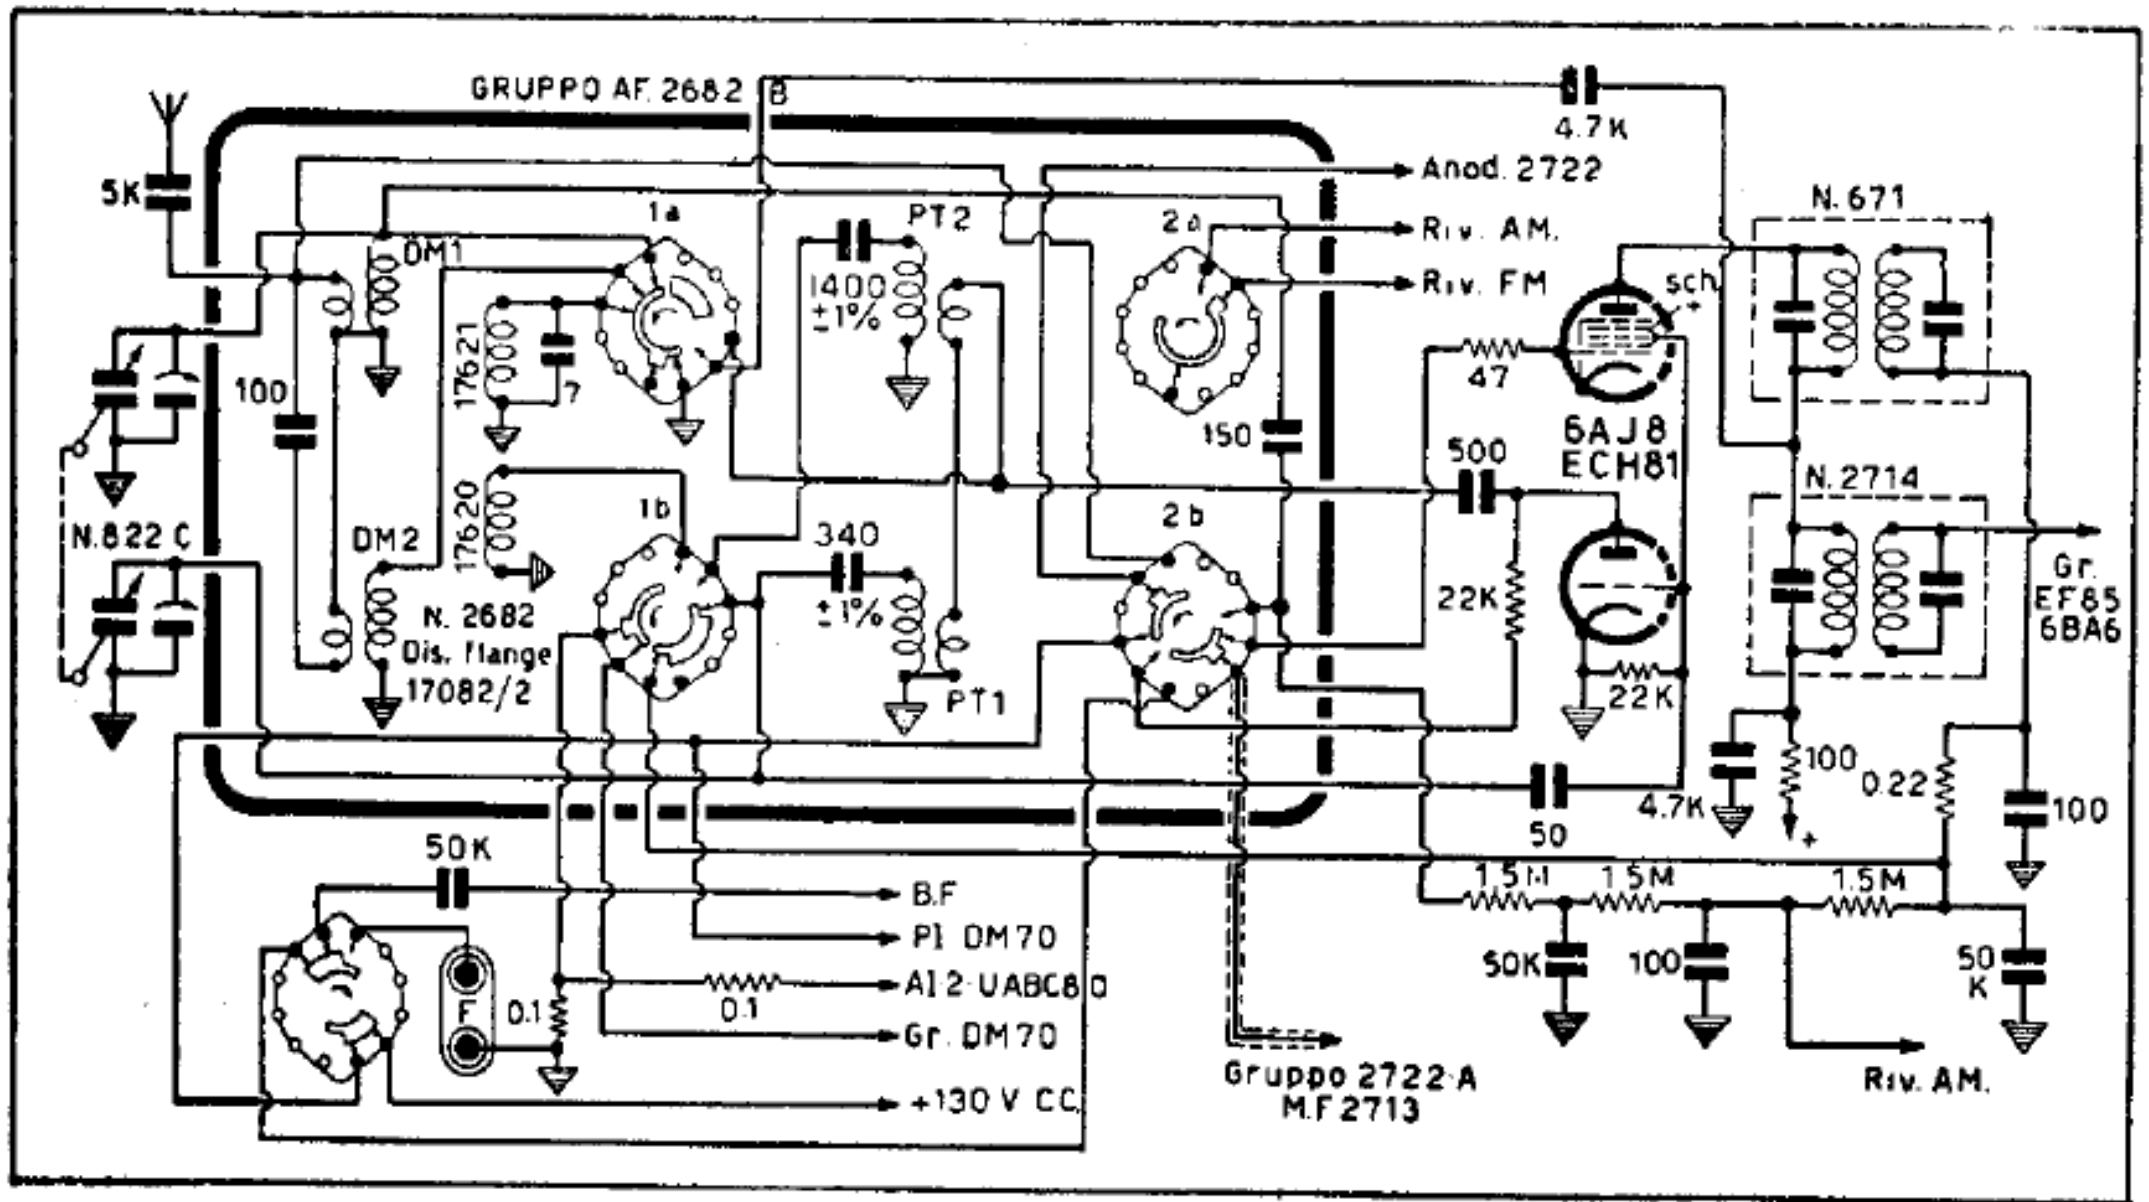 GRUPPO AF. 2682 B
4.7K
Anod. 2722
5K
N. 671
1a
PT2
2a
Riv. AM.
DM1
1400
±1%
Riv. FM
sch
+
17621
7
47
100
150
6AJ8
ECH81
500
N. 2714
17620
1b
2b
N. 822 C
DM2
340
±1%
Gr.
EF85
6BA6
22K
N. 2682
Dis. flange
17082/2
PT1
22K
100
0.22
4.7K
+
100
50
50K
1.5M
1.5M
1.5M
B.F
Pl DM70
50K
100
50
K
Al 2 UABC80
0.1
0.1
F
Gr. DM70
Gruppo 2722 A
M.F 2713
Riv. AM.
+130 V CC